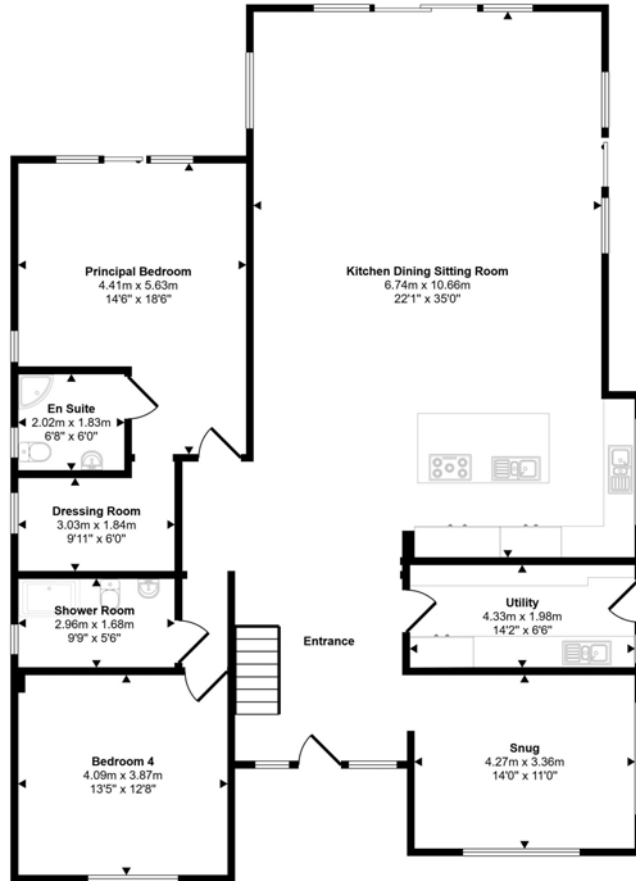 Principal Bedroom
4.41m x 5.63m
14'6" x 18'6"
Kitchen Dining Sitting Room
6.74m x 10.66m
22'1" x 35'0"
En Suite
2.02m x 1.83m
6'8" x 6'0"
Dressing Room
3.03m x 1.84m
9'11" x 6'0"
Shower Room
2.96m x 1.68m
9'9" x 5'6"
Utility
4.33m x 1.98m
14'2" x 6'6"
Entrance
Bedroom 4
4.09m x 3.87m
13'5" x 12'8"
Snug
4.27m x 3.36m
14'0" x 11'0"